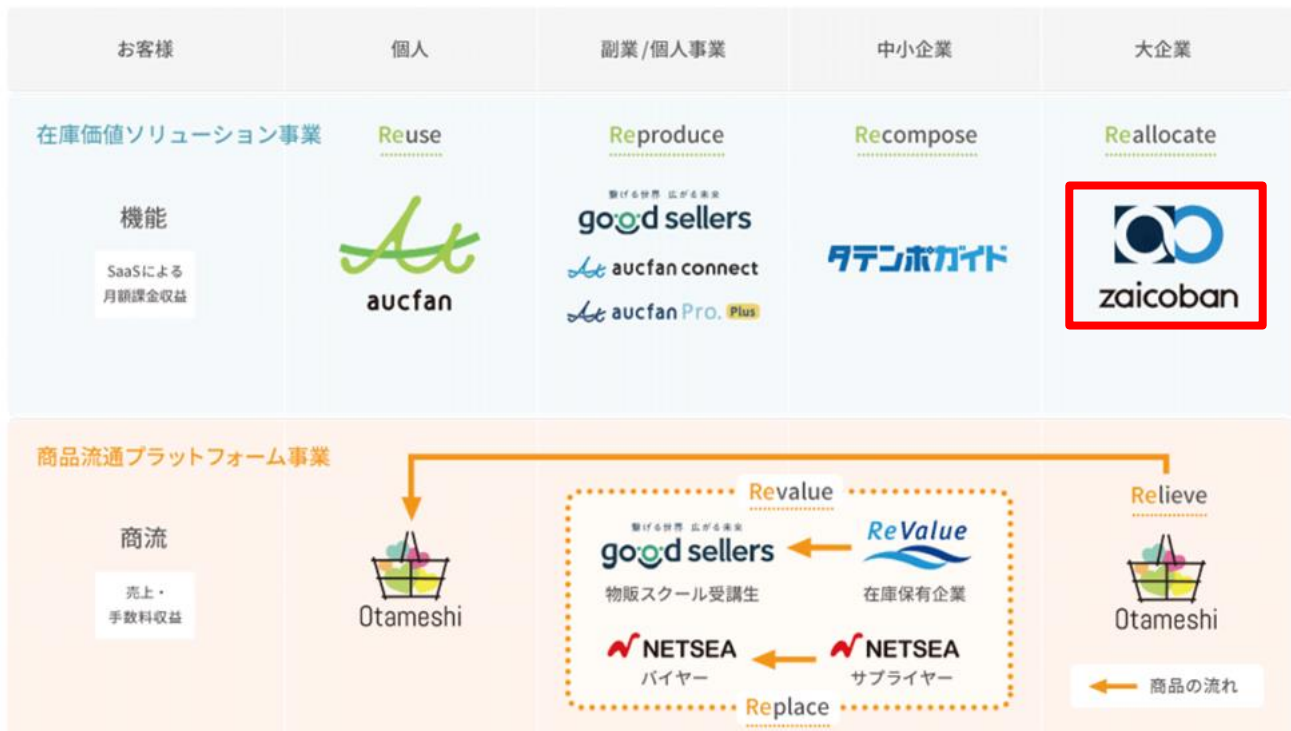 お客様
個人
副業/個人事業
中小企業
大企業
在庫価値ソリューション事業
Reuse
Reproduce
Recompose
Reallocate
機能
SaaSによる
月額課金収益
aucfan
繋げる世界 広がる未来
good sellers
aucfan connect
aucfan Pro. Plus
タテンポガイド
zaicoban
商品流通プラットフォーム事業
商流
売上・
手数料収益
Otameshi
Revalue
繋げる世界 広がる未来
good sellers
物販スクール受講生
ReValue
在庫保有企業
NETSEA
バイヤー
NETSEA
サプライヤー
Replace
Relieve
Otameshi
商品の流れ